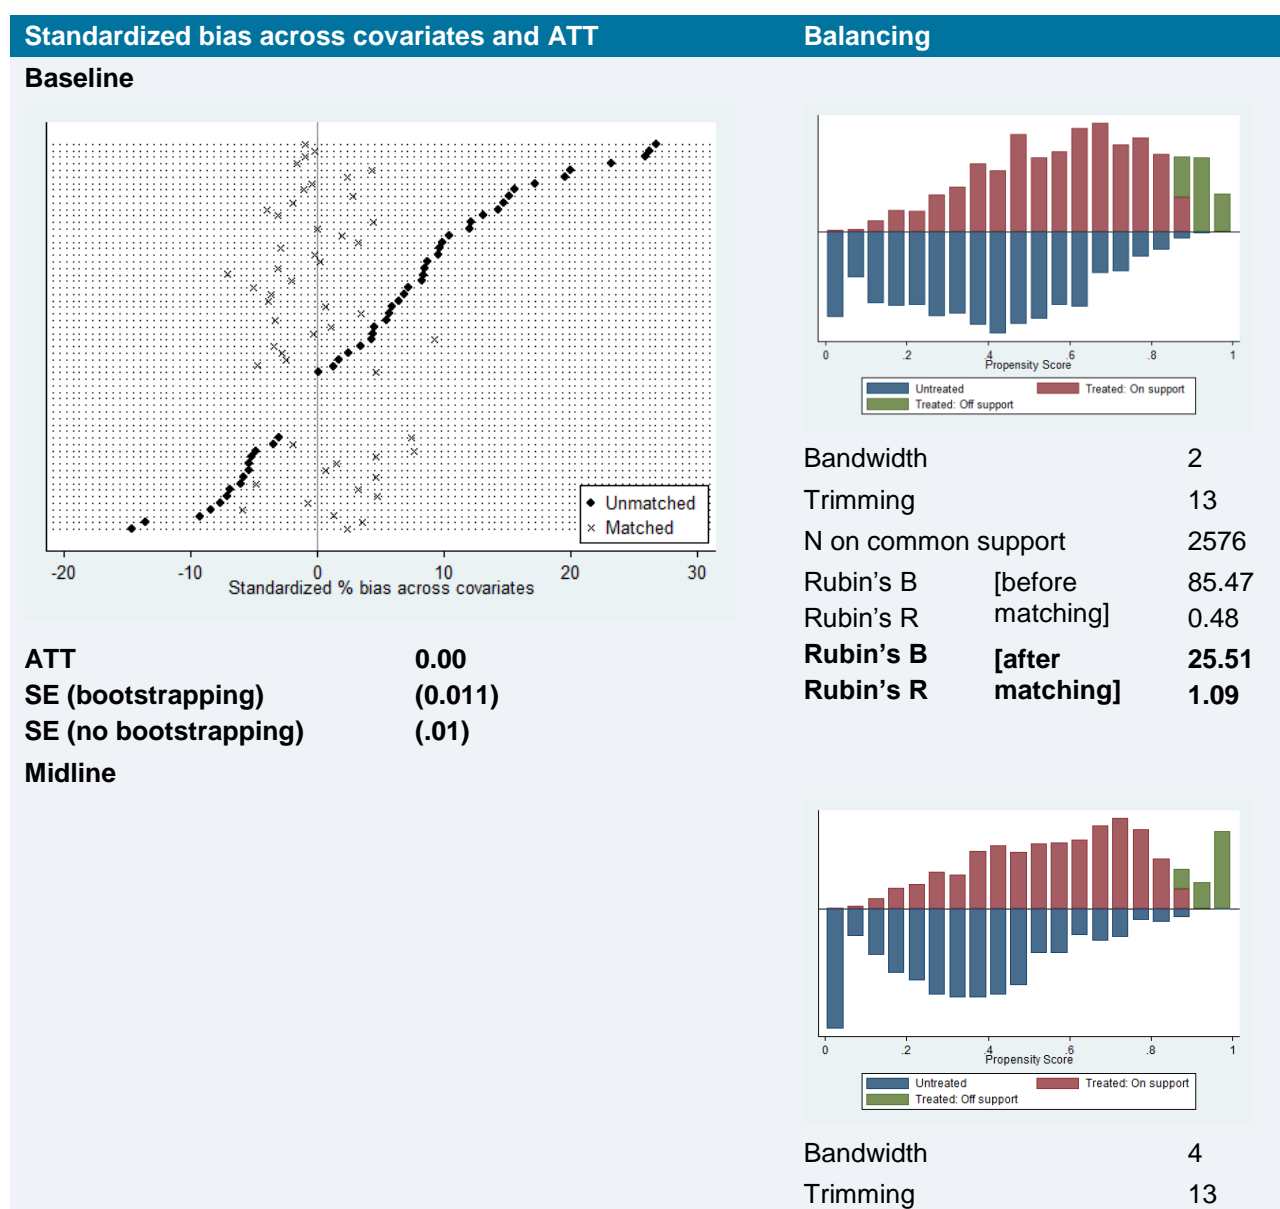 Standardized bias across covariates and ATT
Balancing
Baseline
Unmatched
Matched
-20 -10 0 10 20 30
Standardized % bias across covariates
ATT 0.00
SE (bootstrapping) (0.011)
SE (no bootstrapping) (.01)
0 .2 .4 .6 .8 1
Propensity Score
Untreated Treated: On support
Treated: Off support
Bandwidth 2
Trimming 13
N on common support 2576
Rubin's B [before 85.47
Rubin's R matching] 0.48
Rubin's B [after 25.51
Rubin's R matching] 1.09
Midline
0 .2 .4 .6 .8 1
Propensity Score
Untreated Treated: On support
Treated: Off support
Bandwidth 4
Trimming 13